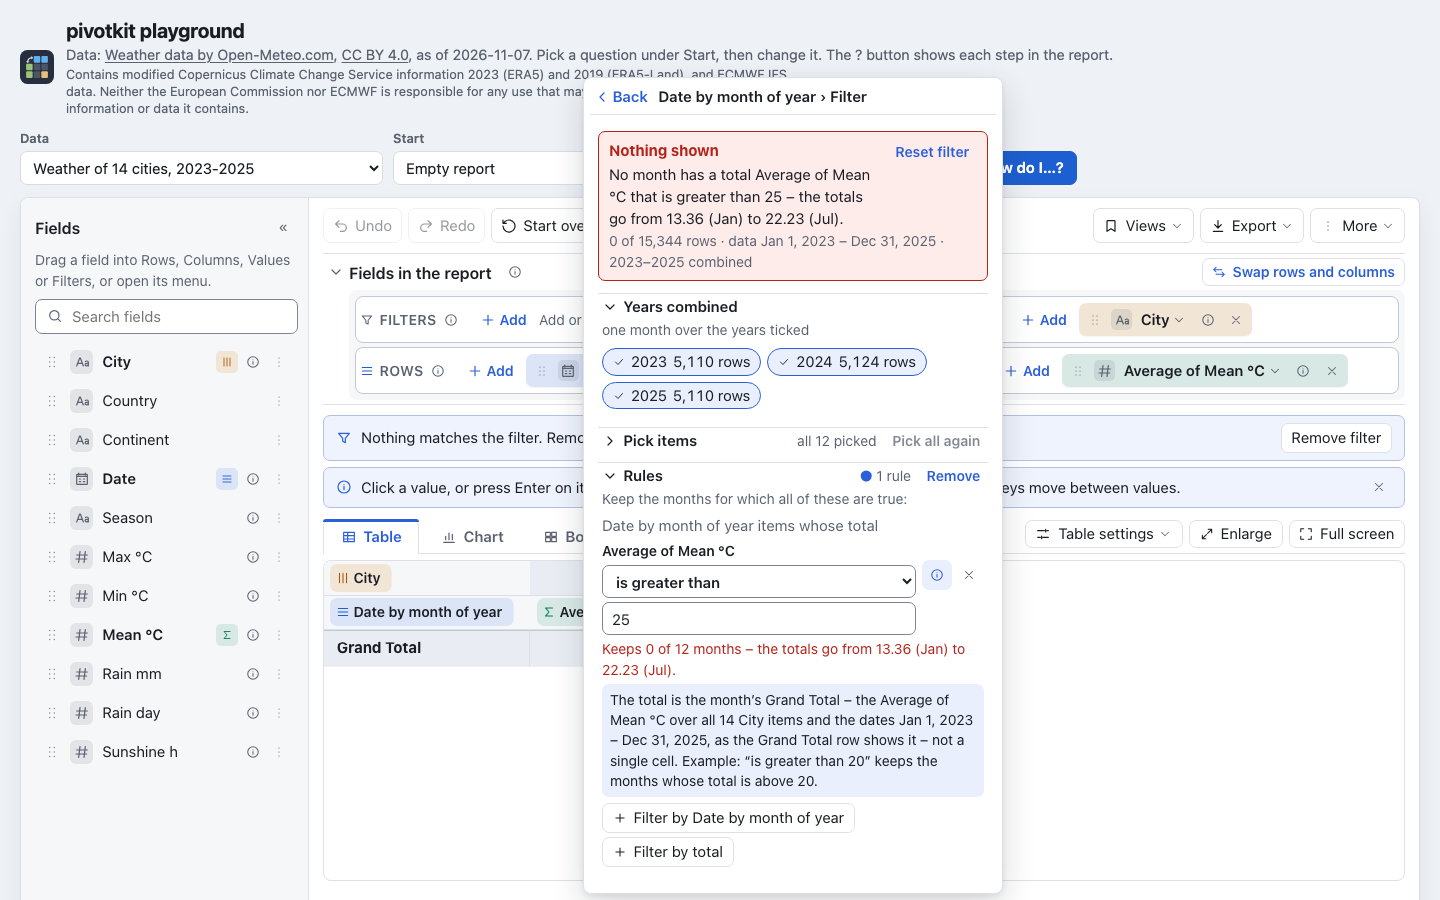 pivotkit playground
Data: Weather data by Open-Meteo.com, CC BY 4.0, as of 2026-11-07. Pick a question under Start, then change it. The ? button shows each step in the report.
Contains modified Copernicus Climate Change Service information 2023 (ERA5) and 2019 (ERA5-Land), and ECMWF IFS
data. Neither the European Commission nor ECMWF is responsible for any use that may
information or data it contains.
Data
Start
Weather of 14 cities, 2023-2025
Empty report
w do I...?
Fields
«
Drag a field into Rows, Columns, Values
or Filters, or open its menu.
Search fields
Aa City
Aa Country
Aa Continent
Date
Aa Season
# Max °C
# Min °C
# Mean °C Σ
# Rain mm
# Rain day
# Sunshine h
Undo
Redo
Start ove
Views
Export
More
Fields in the report
Swap rows and columns
FILTERS
+ Add
Add or
+ Add
Aa City
ROWS
+ Add
+ Add
# Average of Mean °C
Nothing matches the filter. Remo
Remove filter
Click a value, or press Enter on it
eys move between values.
Table
Chart
Bo
Table settings
Enlarge
Full screen
City
Date by month of year
Σ Ave
Grand Total
Back
Date by month of year › Filter
Nothing shown
Reset filter
No month has a total Average of Mean
°C that is greater than 25 – the totals
go from 13.36 (Jan) to 22.23 (Jul).
0 of 15,344 rows · data Jan 1, 2023 – Dec 31, 2025 ·
2023–2025 combined
Years combined
one month over the years ticked
2023 5,110 rows
2024 5,124 rows
2025 5,110 rows
Pick items
all 12 picked
Pick all again
Rules
1 rule
Remove
Keep the months for which all of these are true:
Date by month of year items whose total
Average of Mean °C
is greater than
25
Keeps 0 of 12 months – the totals go from 13.36 (Jan) to
22.23 (Jul).
The total is the month’s Grand Total – the Average of
Mean °C over all 14 City items and the dates Jan 1, 2023
– Dec 31, 2025, as the Grand Total row shows it – not a
single cell. Example: “is greater than 20” keeps the
months whose total is above 20.
+ Filter by Date by month of year
+ Filter by total